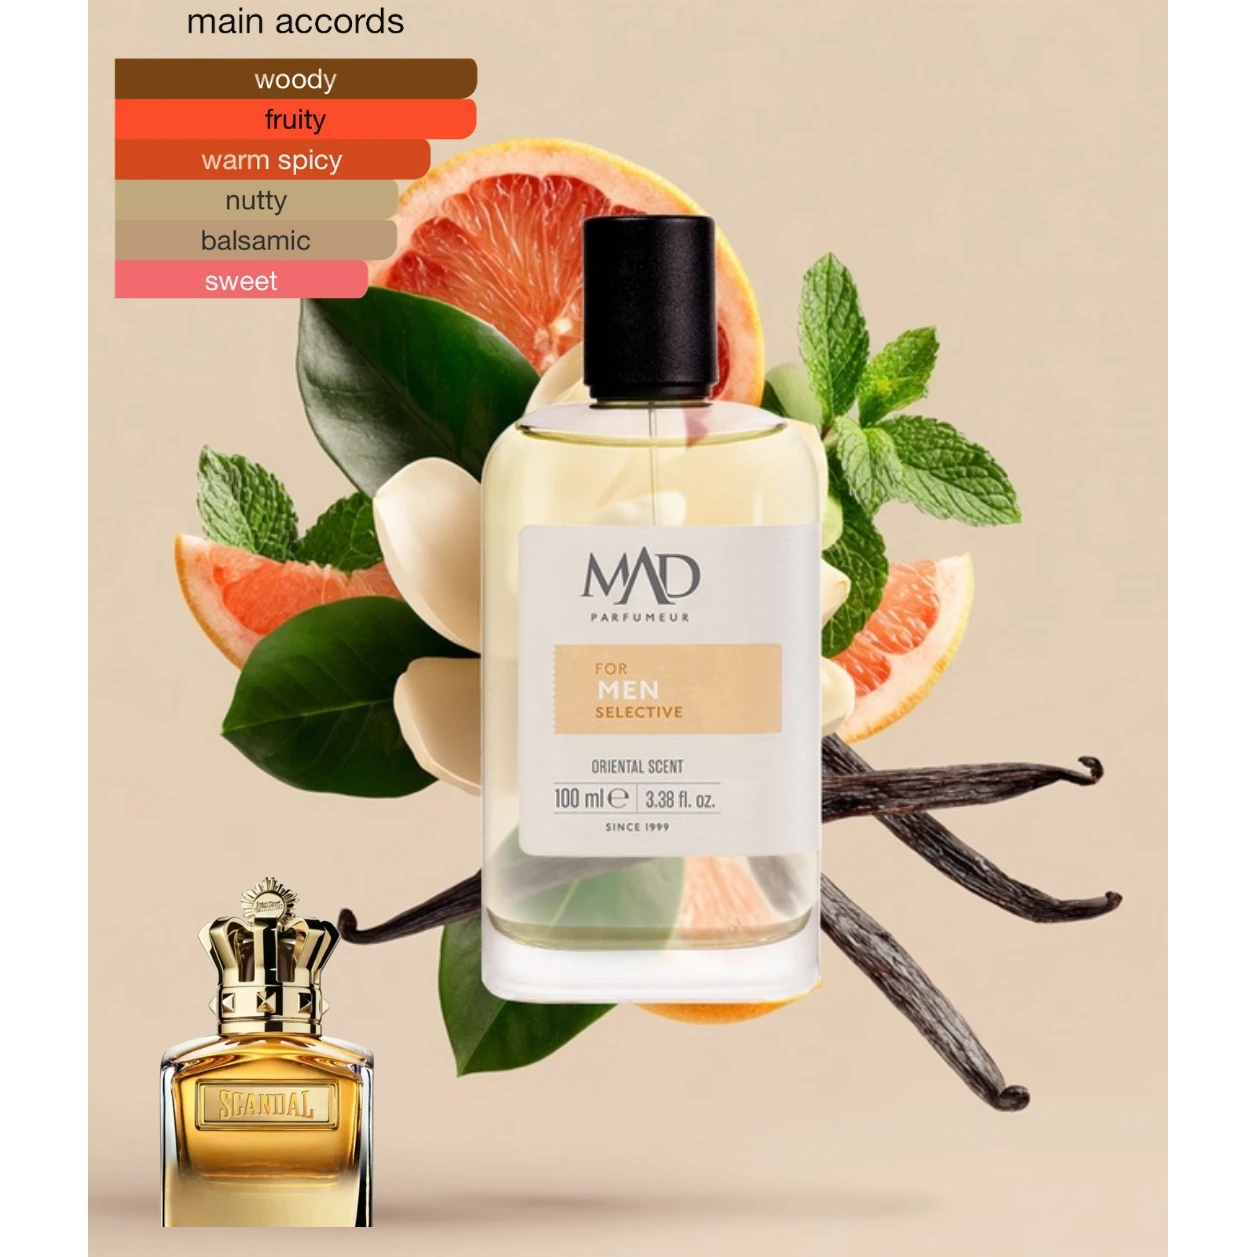 main accords
woody
fruity
warm spicy
nutty
balsamic
sweet
MAD
PARFUMEUR
FOR
MEN
SELECTIVE
ORIENTAL SCENT
100 ml ℮ 3.38 fl. oz.
SINCE 1999
SCANDAL